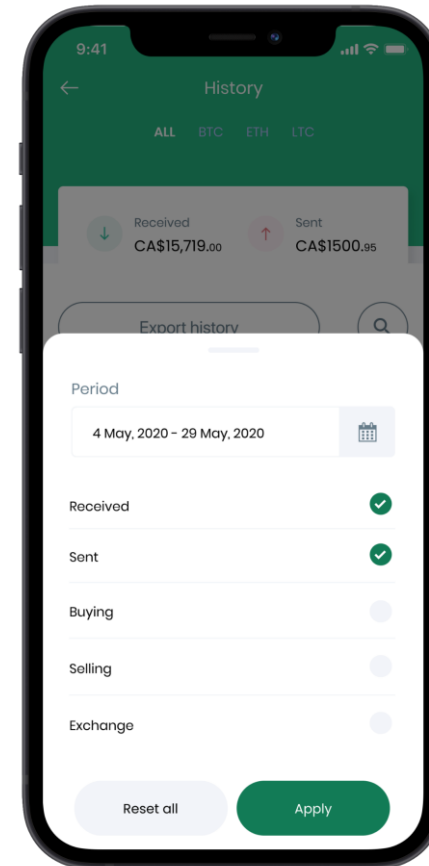 9:41
History
ALL BTC ETH LTC
Received Sent
CA$15,719.00 CA$1500.95
Export history
Period
4 May, 2020 - 29 May, 2020
Received
Sent
Buying
Selling
Exchange
Reset all Apply